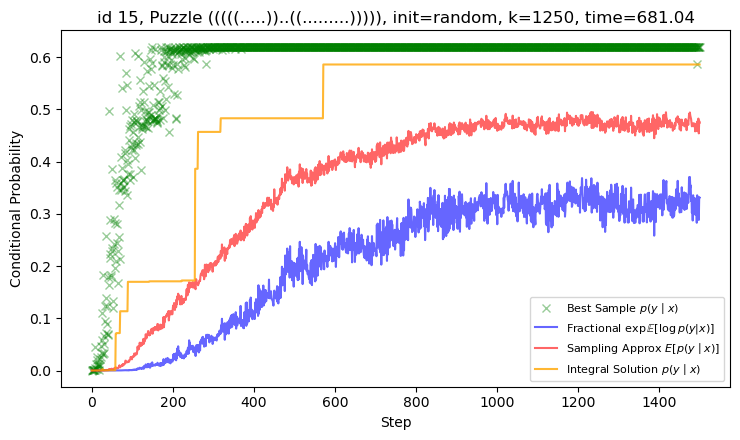 id 15, Puzzle (((((.....))..((.........))))), init=random, k=1250, time=681.04
Conditional Probability
0.6
0.5
0.4
0.3
0.2
0.1
0.0
Best Sample p(y | x)
Fractional exp 𝔼[log p(y|x)]
Sampling Approx E[p(y | x)]
Integral Solution p(y | x)
0 200 400 600 800 1000 1200 1400
Step